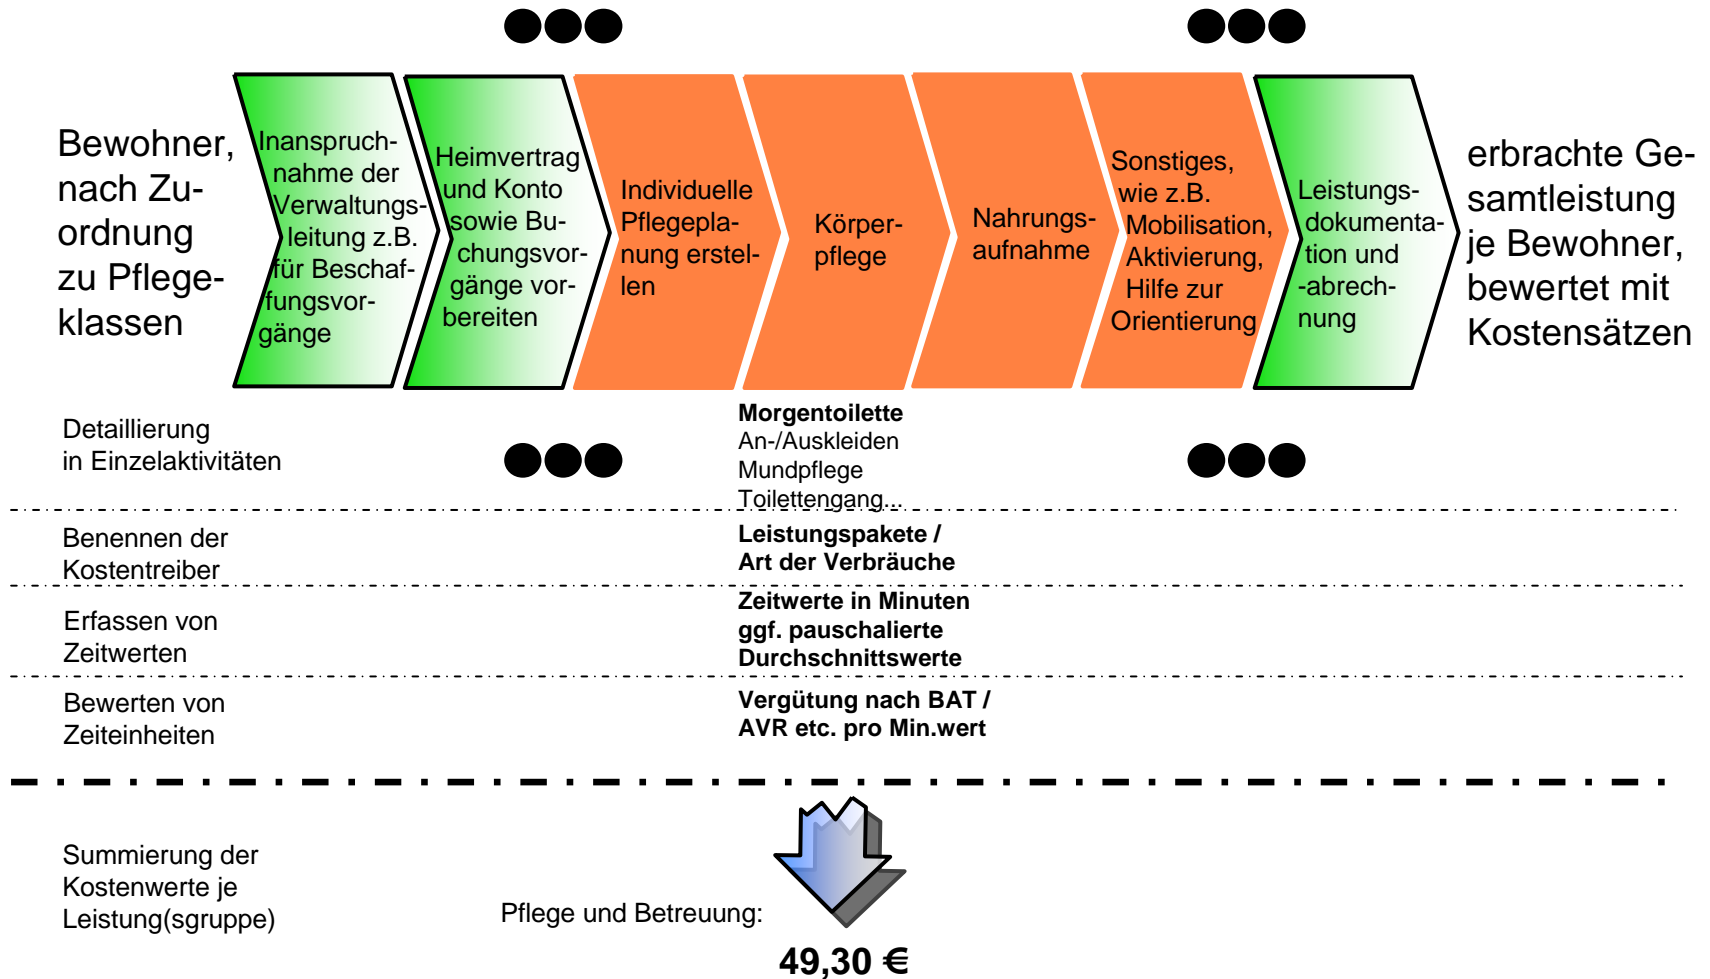 Bewohner,
nach Zu-
ordnung
zu Pflege-
klassen
Inanspruch-
nahme der
Verwaltungs-
leitung z.B.
für Beschaf-
fungsvor-
gänge
Heimvertrag
und Konto
sowie Bu-
chungsvor-
gänge vor-
bereiten
Individuelle
Pflegepla-
nung erstel-
len
Körper-
pflege
Nahrungs-
aufnahme
Sonstiges,
wie z.B.
Mobilisation,
Aktivierung,
Hilfe zur
Orientierung
Leistungs-
dokumenta-
tion und
-abrech-
nung
erbrachte Ge-
samtleistung
je Bewohner,
bewertet mit
Kostensätzen
Detaillierung
in Einzelaktivitäten
Morgentoilette
An-/Auskleiden
Mundpflege
Toilettengang...
Benennen der
Kostentreiber
Leistungspakete /
Art der Verbräuche
Erfassen von
Zeitwerten
Zeitwerte in Minuten
ggf. pauschalierte
Durchschnittswerte
Bewerten von
Zeiteinheiten
Vergütung nach BAT /
AVR etc. pro Min.wert
Summierung der
Kostenwerte je
Leistung(sgruppe)
Pflege und Betreuung:
49,30 €